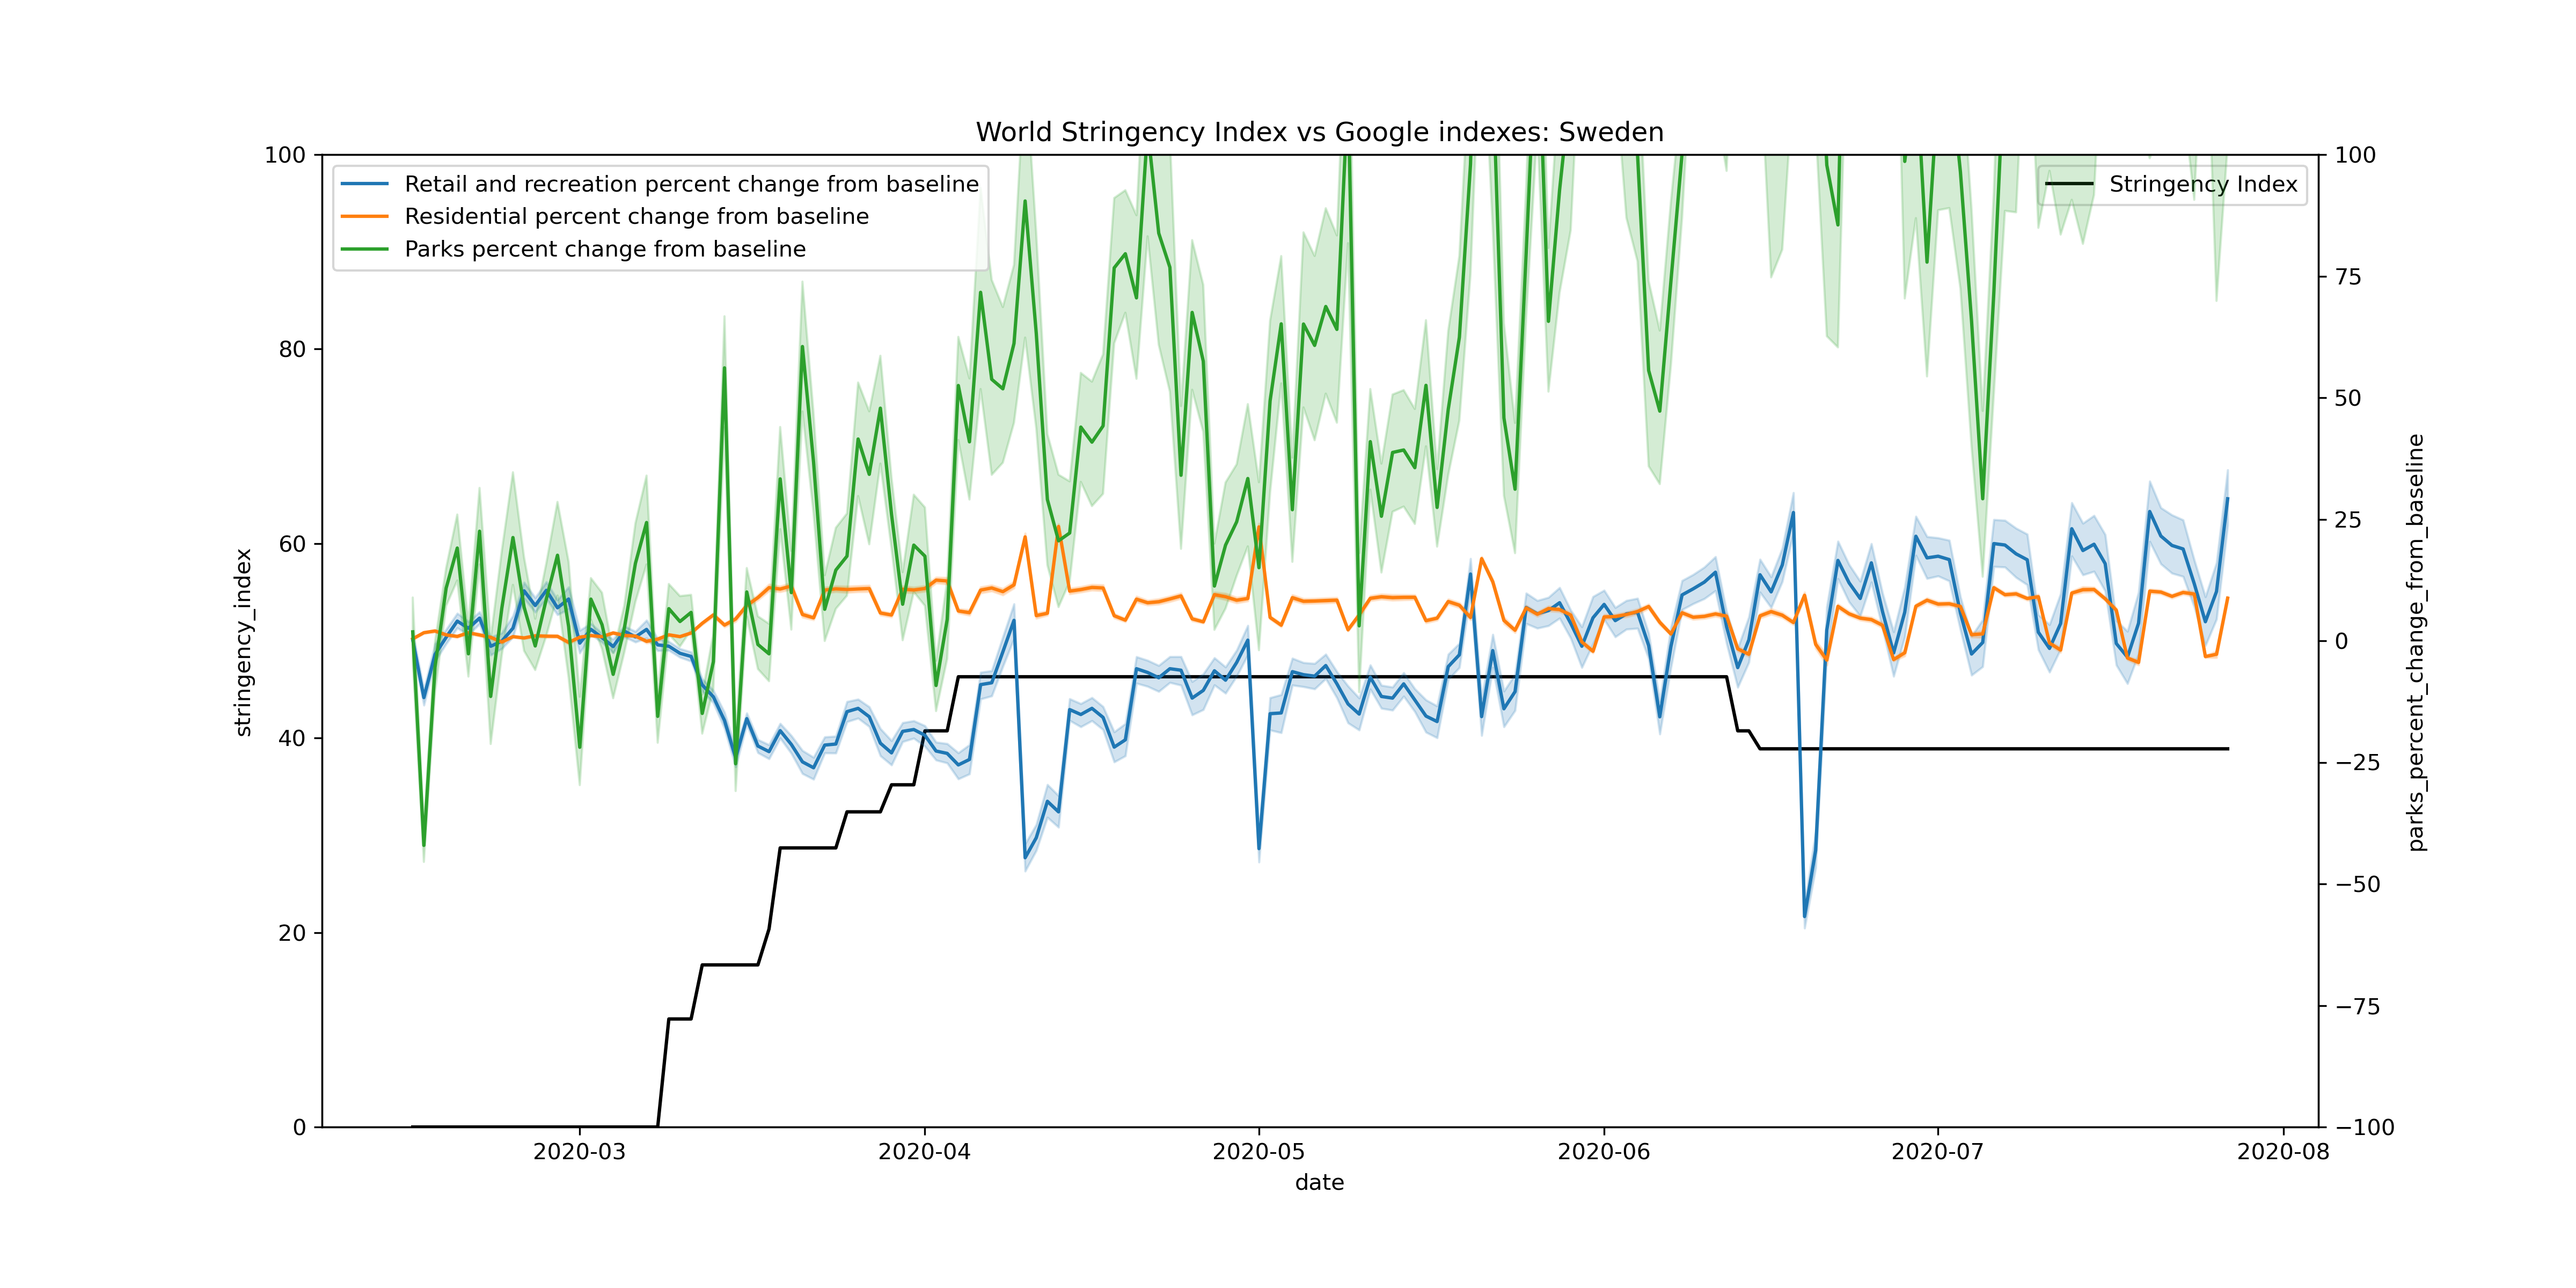 World Stringency Index vs Google indexes: Sweden
Retail and recreation percent change from baseline
Residential percent change from baseline
Parks percent change from baseline
Stringency Index
100
80
60
40
20
0
stringency_index
100
75
50
25
0
−25
−50
−75
−100
parks_percent_change_from_baseline
2020-03
2020-04
2020-05
2020-06
2020-07
2020-08
date